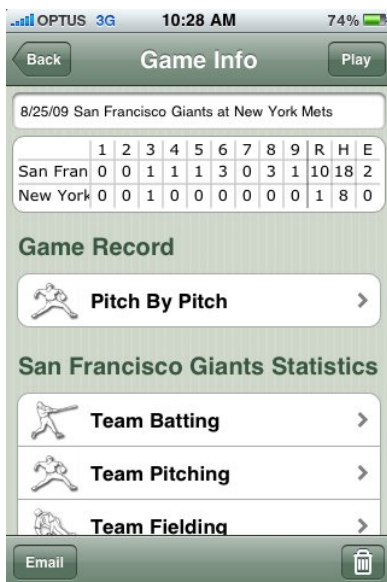 OPTUS 3G 10:28 AM 74%
Back Game Info Play
8/25/09 San Francisco Giants at New York Mets
1 2 3 4 5 6 7 8 9 R H E
San Fran 0 0 1 1 1 3 0 3 1 10 18 2
New York 0 0 1 0 0 0 0 0 0 1 8 0
Game Record
Pitch By Pitch
San Francisco Giants Statistics
Team Batting
Team Pitching
Team Fielding
Email